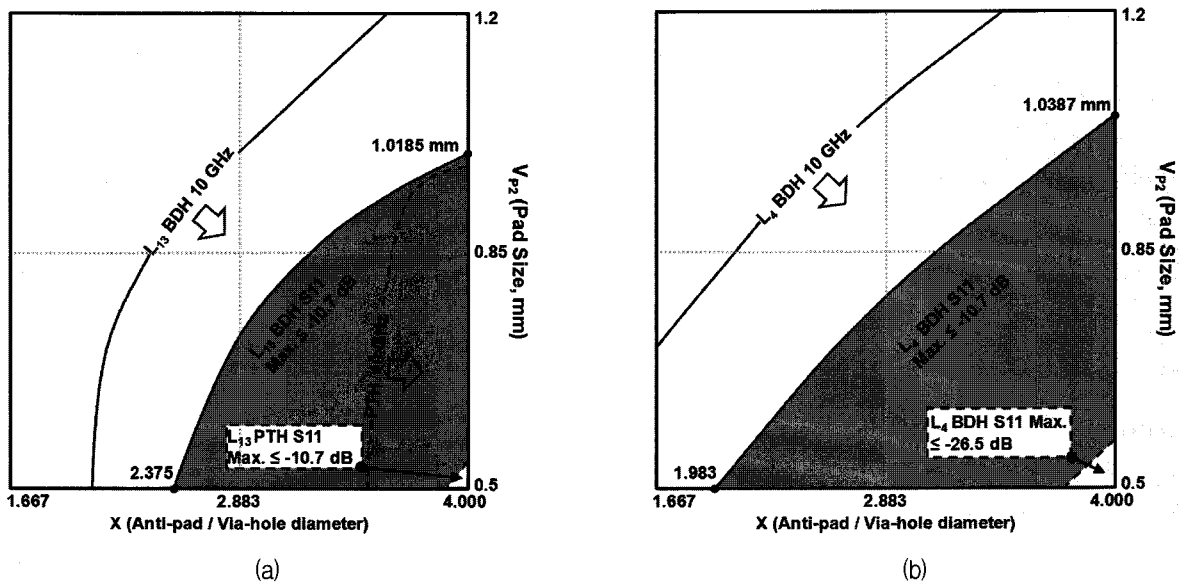 1.2
L13 BDH 10 GHz
1.0185 mm
0.85
VP2 (Pad Size, mm)
L13 BDH S11
Max. ≤ -10.7 dB
PTH
L13 PTH S11
Max. ≤ -10.7 dB
2.375
0.5
1.667
2.883
4.000
X (Anti-pad / Via-hole diameter)
(a)
1.2
1.0387 mm
L4 BDH 10 GHz
0.85
VP2 (Pad Size, mm)
L4 BDH S11
Max. ≤ -10.7 dB
L4 BDH S11 Max.
≤ -26.5 dB
1.983
0.5
1.667
2.883
4.000
X (Anti-pad / Via-hole diameter)
(b)